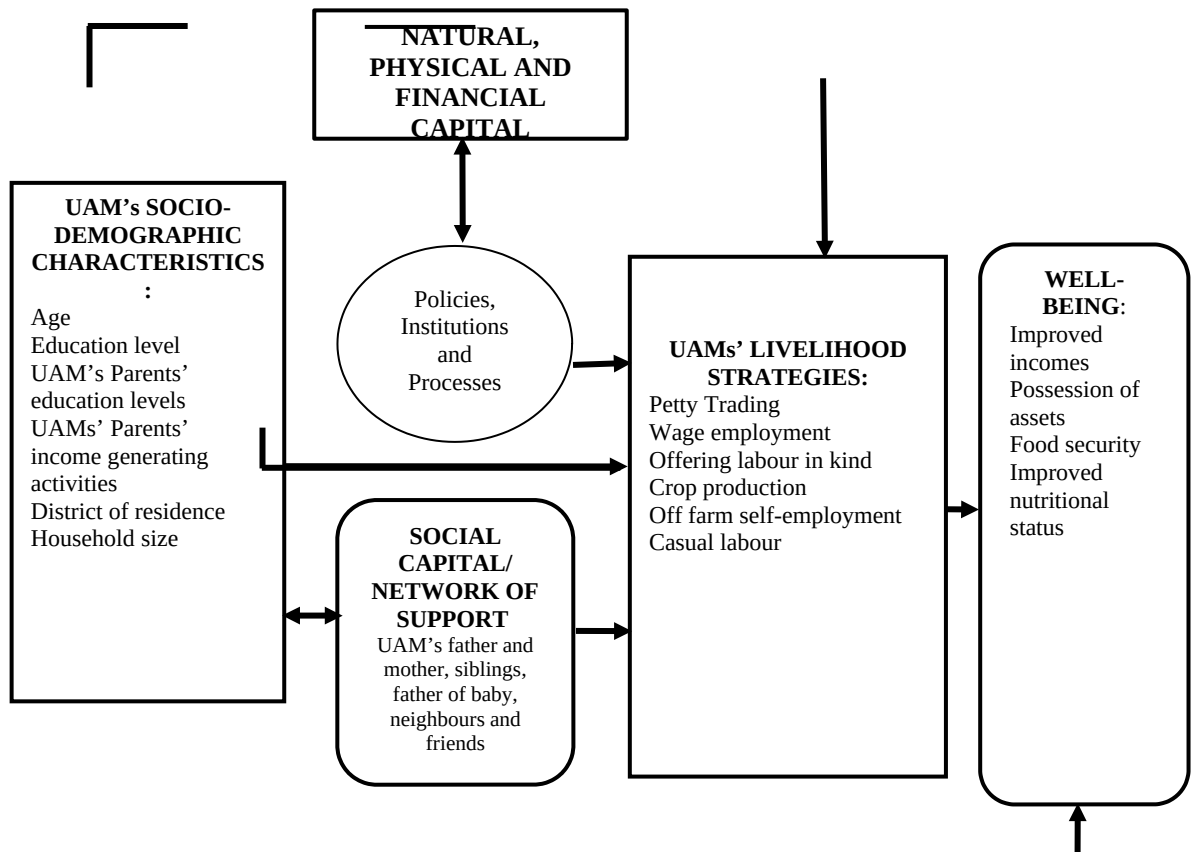 NATURAL,
PHYSICAL AND
FINANCIAL
CAPITAL
UAM’s SOCIO-
DEMOGRAPHIC
CHARACTERISTICS
:
Age
Education level
UAM’s Parents’
education levels
UAMs’ Parents’
income generating
activities
District of residence
Household size
Policies,
Institutions
and
Processes
SOCIAL
CAPITAL/
NETWORK OF
SUPPORT
UAM’s father and
mother, siblings,
father of baby,
neighbours and
friends
UAMs’ LIVELIHOOD
STRATEGIES:
Petty Trading
Wage employment
Offering labour in kind
Crop production
Off farm self-employment
Casual labour
WELL-
BEING:
Improved
incomes
Possession of
assets
Food security
Improved
nutritional
status